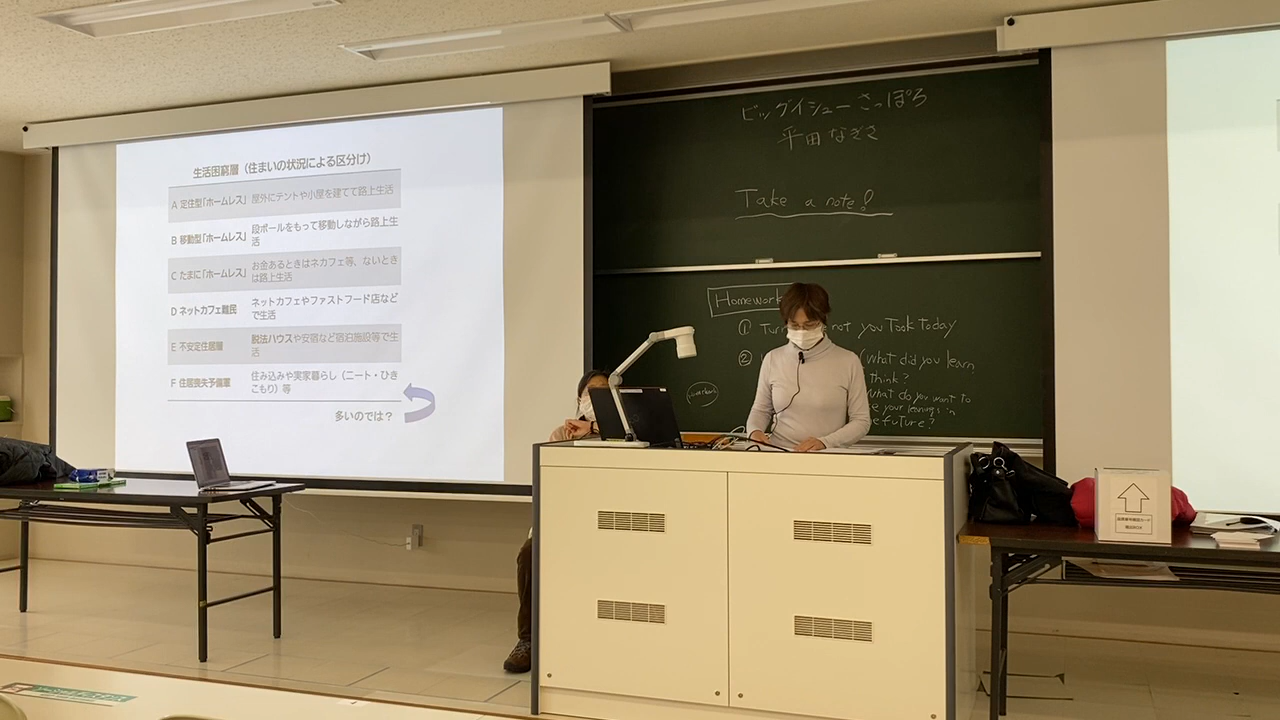 生活困窮層（住まいの状況による区分け）
A 定住型「ホームレス」 屋外にテントや小屋を建てて路上生活
B 移動型「ホームレス」 段ボールをもって移動しながら路上生
活
C たまに「ホームレス」 お金あるときはネカフェ等、ないとき
は路上生活
D ネットカフェ難民 ネットカフェやファストフード店など
で生活
E 不安定住居層 脱法ハウスや安宿など宿泊施設等で生
活
F 住居喪失予備軍 住み込みや実家暮らし（ニート・ひき
こもり）等
多いのでは？
ビッグイシューさっぽろ
平田なぎさ
Take a note!
Homework
① Turn not you Took Today
② (what did you learn
think?
What do you want to
your learnings in
future?